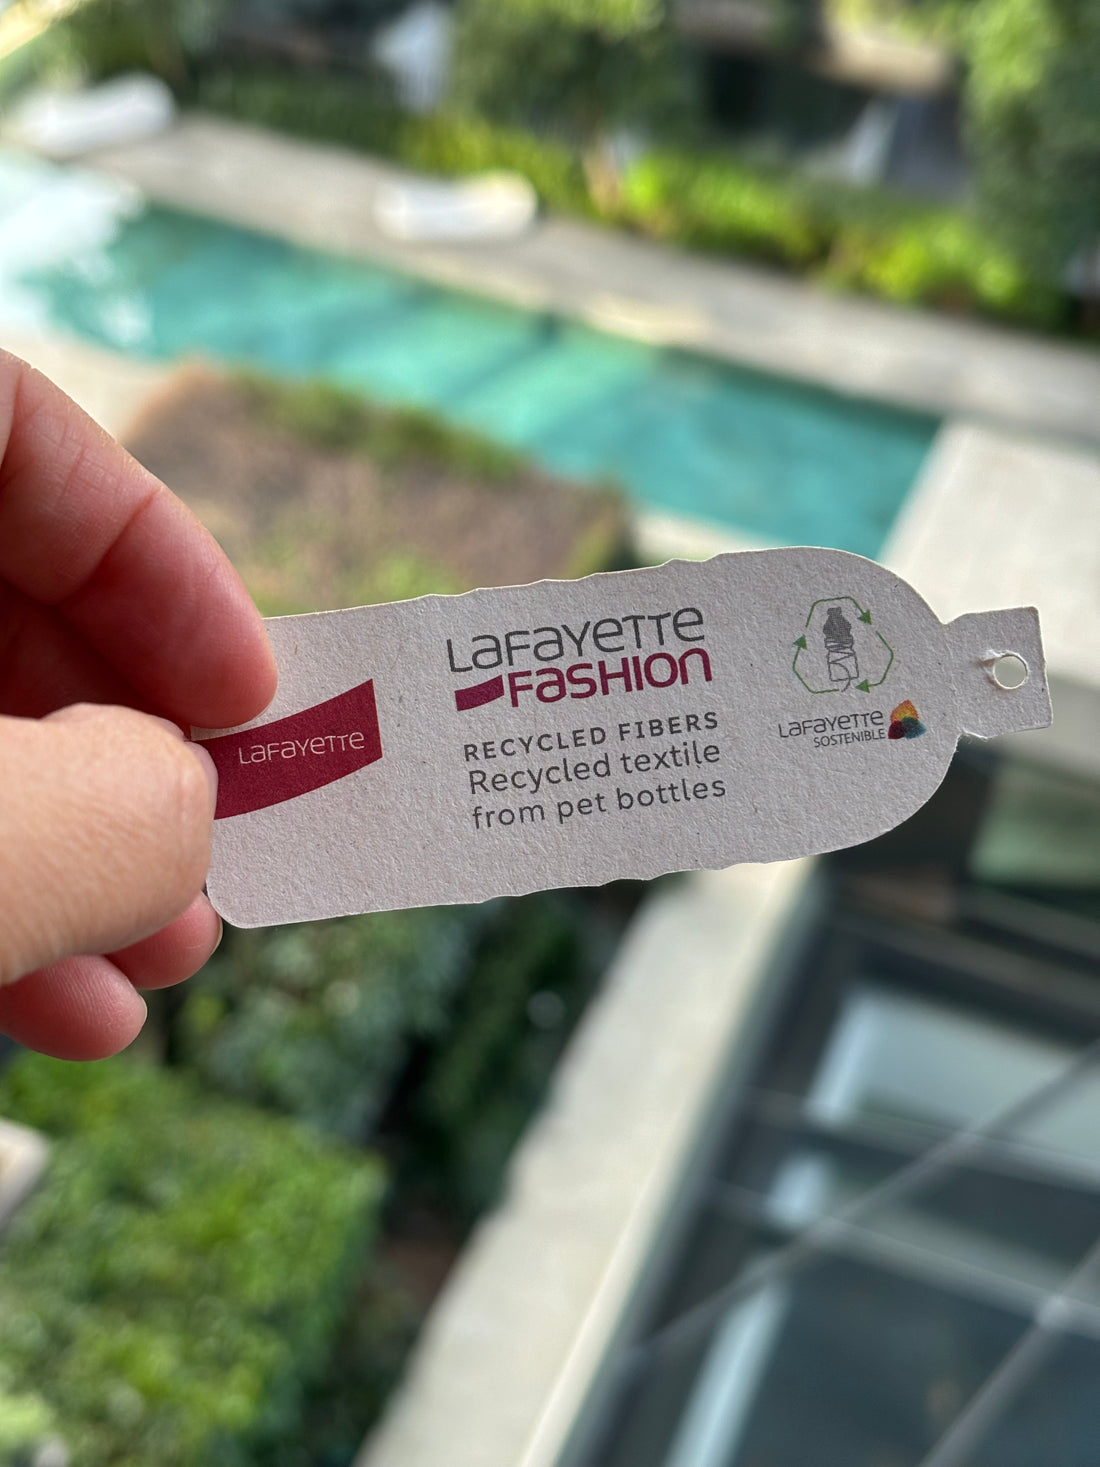 Lafayette
Lafayette
Fashion
RECYCLED FIBERS
Recycled textile
from pet bottles
Lafayette
SOSTENIBLE